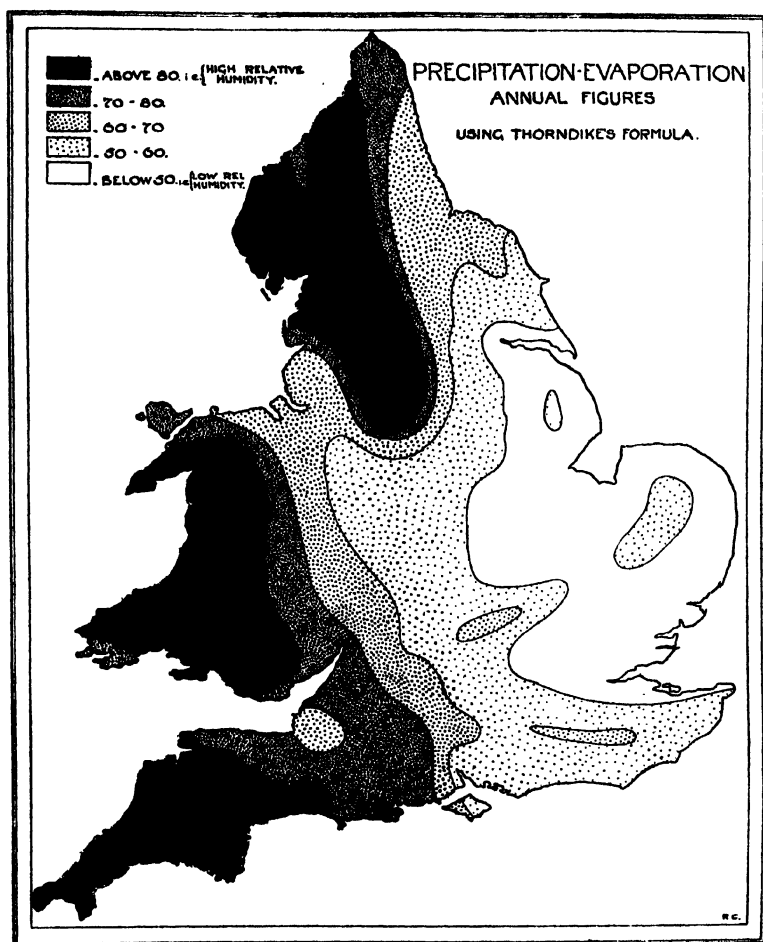 . ABOVE 80. i.e. {HIGH RELATIVE HUMIDITY.
. 70 - 80.
. 60 - 70
. 50 - 60.
. BELOW 50. i.e. {LOW REL HUMIDITY.
PRECIPITATION-EVAPORATION
ANNUAL FIGURES
USING THORNDIKE'S FORMULA.
R C.